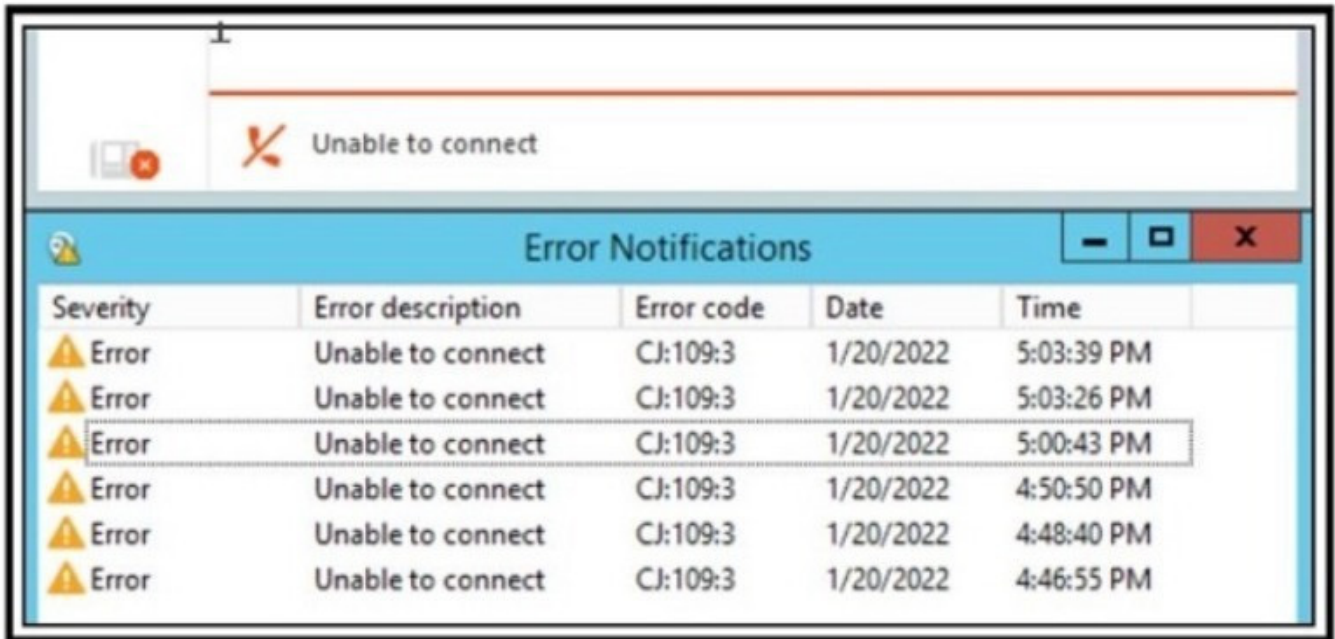 Unable to connect
Error Notifications
Severity Error description Error code Date Time
Error Unable to connect CJ:109:3 1/20/2022 5:03:39 PM
Error Unable to connect CJ:109:3 1/20/2022 5:03:26 PM
Error Unable to connect CJ:109:3 1/20/2022 5:00:43 PM
Error Unable to connect CJ:109:3 1/20/2022 4:50:50 PM
Error Unable to connect CJ:109:3 1/20/2022 4:48:40 PM
Error Unable to connect CJ:109:3 1/20/2022 4:46:55 PM